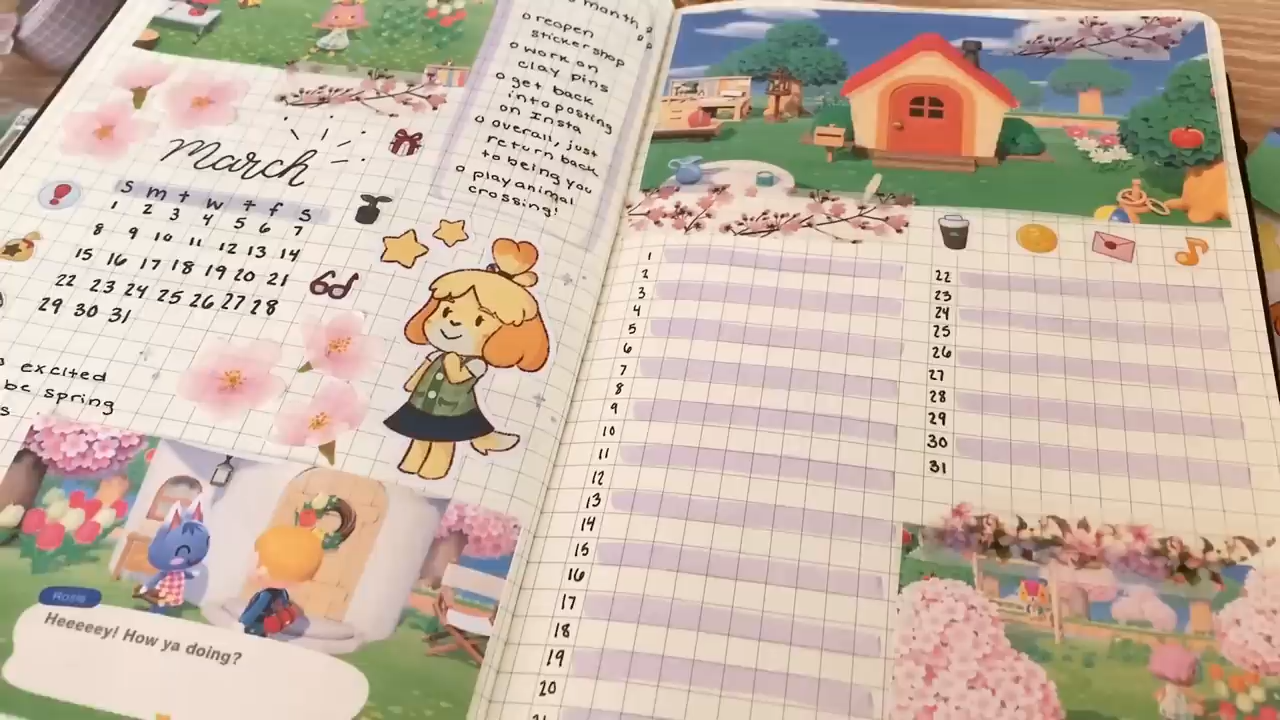 month
o reopen
sticker shop
o work on
clay pins
o get back
into posting
on Insta
o overall, just
return back
to being you
o play animal
crossing!
March
s m t w t f s
1 2 3 4 5 6 7
8 9 10 11 12 13 14
15 16 17 18 19 20 21
22 23 24 25 26 27 28
29 30 31
excited
be spring
Rosie
Heeeeey! How ya doing?
1
2
3
4
5
6
7
8
9
10
11
12
13
14
15
16
17
18
19
20
22
23
24
25
26
27
28
29
30
31